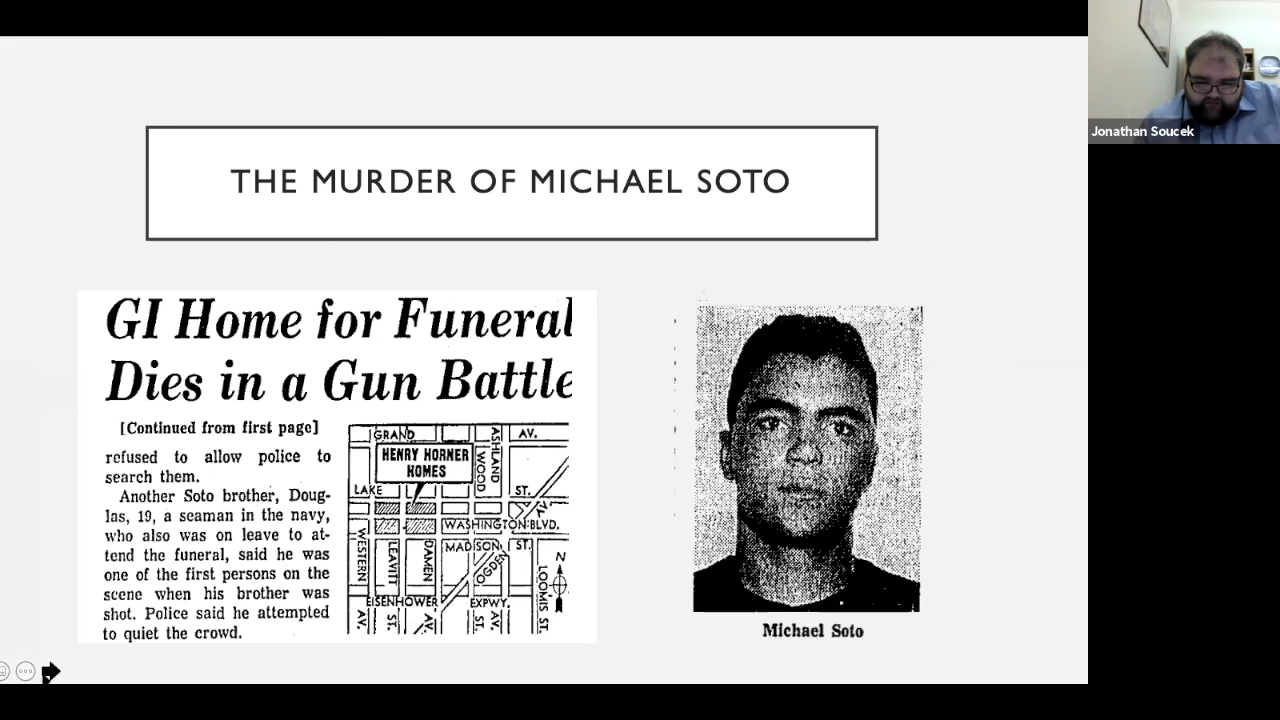 THE MURDER OF MICHAEL SOTO
GI Home for Funeral
Dies in a Gun Battle
[Continued from first page]
refused to allow police to
search them.
Another Soto brother, Doug-
las, 19, a seaman in the navy,
who also was on leave to at-
tend the funeral, said he was
one of the first persons on the
scene when his brother was
shot. Police said he attempted
to quiet the crowd.
GRAND AV.
HENRY HORNER
HOMES
ASHLAND
WOOD
LAKE ST.
AV.
WASHINGTON BLVD.
MADISON ST.
WESTERN
LEAVITT
DAMEN
OGDEN
N
LOOMIS ST.
EISENHOWER EXPWY.
AV.
ST.
AV.
ST.
AV.
Michael Soto
Jonathan Soucek